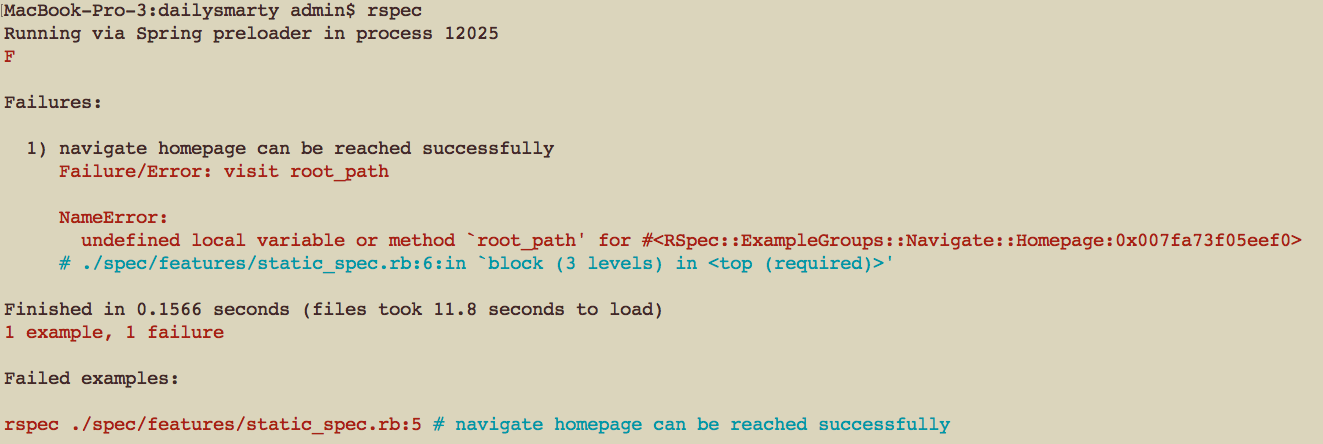 MacBook-Pro-3:dailysmarty admin$ rspec
Running via Spring preloader in process 12025
F
Failures:
1) navigate homepage can be reached successfully
Failure/Error: visit root_path
NameError:
undefined local variable or method `root_path' for #<RSpec::ExampleGroups::Navigate::Homepage:0x007fa73f05eef0>
# ./spec/features/static_spec.rb:6:in `block (3 levels) in <top (required)>'
Finished in 0.1566 seconds (files took 11.8 seconds to load)
1 example, 1 failure
Failed examples:
rspec ./spec/features/static_spec.rb:5 # navigate homepage can be reached successfully